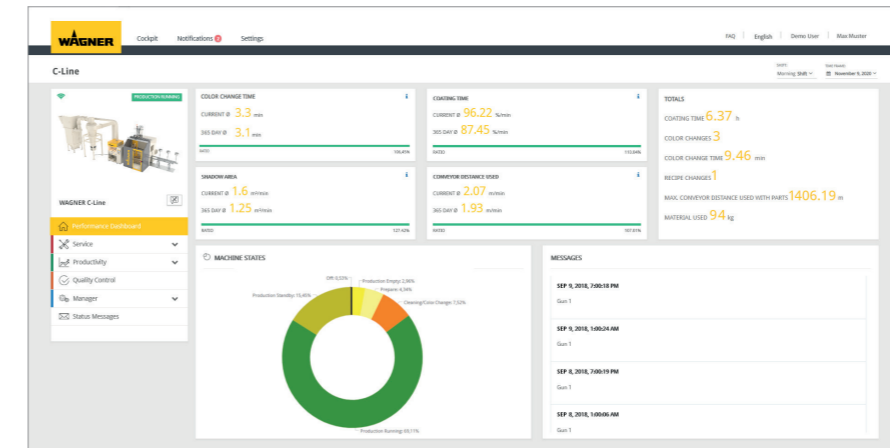 WAGNER
Cockpit Notifications Settings
FAQ English Demo User Max Muster
C-Line
Morning Shift November 9, 2020
PRODUCTION RUNNING
WAGNER C-Line
Performance Dashboard
Service
Productivity
Quality Control
Manager
Status Messages
COLOR CHANGE TIME
CURRENT Ø 3.3 min
365 DAY Ø 3.1 min
RATIO 106,45%
COATING TIME
CURRENT Ø 96.22 %/min
365 DAY Ø 87.45 %/min
RATIO
SHADOW AREA
CURRENT Ø 1.6 m²/min
365 DAY Ø 1.25 m²/min
RATIO
CONVEYOR DISTANCE USED
CURRENT Ø 2.07 m/min
365 DAY Ø 1.93 m/min
RATIO
TOTALS
COATING TIME 6.37 h
COLOR CHANGES 3
COLOR CHANGE TIME 9.46 min
RECIPE CHANGES 1
MAX. CONVEYOR DISTANCE USED WITH PARTS 1406.19 m
MATERIAL USED 94 kg
MACHINE STATES
Production Empty: 2,96%
Prepare: 4,34%
Cleaning/Color Change: 7,52%
Production Standby: 15,45%
Production Running: 69,11%
MESSAGES
SEP 9, 2018, 7:00:18 PM
Gun 1
SEP 9, 2018, 1:00:24 AM
Gun 1
SEP 8, 2018, 7:00:19 PM
Gun 1
SEP 8, 2018, 1:00:06 AM
Gun 1